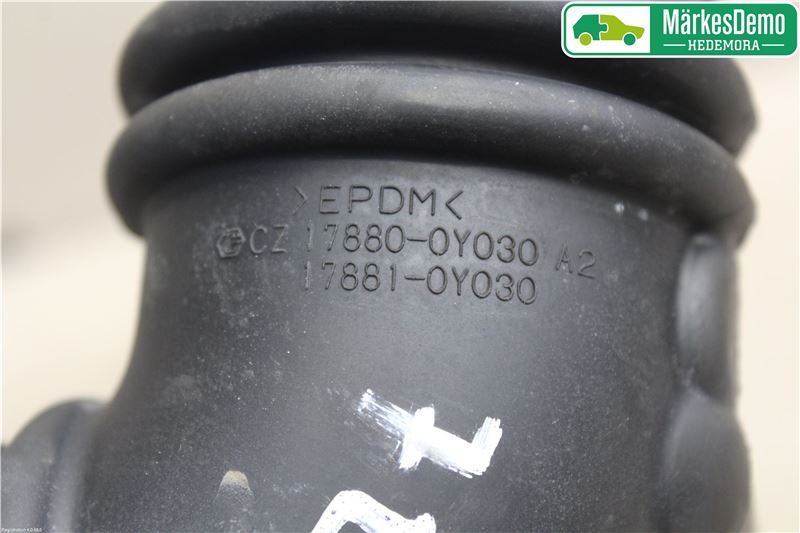 MärkesDemo
HEDEMORA
>EPDM<
CZ 17880-0Y030 A2
17881-0Y030